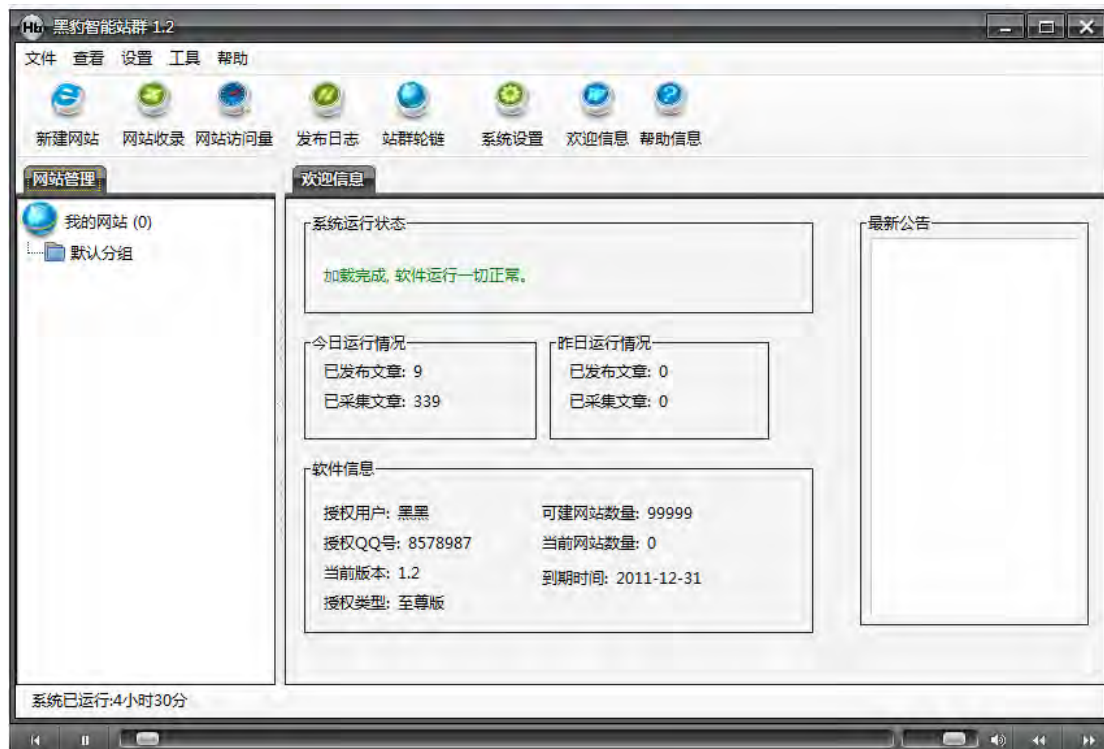 Hb 黑豹智能站群 1.2
文件 查看 设置 工具 帮助
新建网站 网站收录 网站访问量 发布日志 站群轮链 系统设置 欢迎信息 帮助信息
网站管理 欢迎信息
我的网站 (0)
默认分组
系统运行状态
加载完成, 软件运行一切正常。
今日运行情况
已发布文章: 9
已采集文章: 339
昨日运行情况
已发布文章: 0
已采集文章: 0
软件信息
授权用户: 黑黑
授权QQ号: 8578987
当前版本: 1.2
授权类型: 至尊版
可建网站数量: 99999
当前网站数量: 0
到期时间: 2011-12-31
最新公告
系统已运行:4小时30分